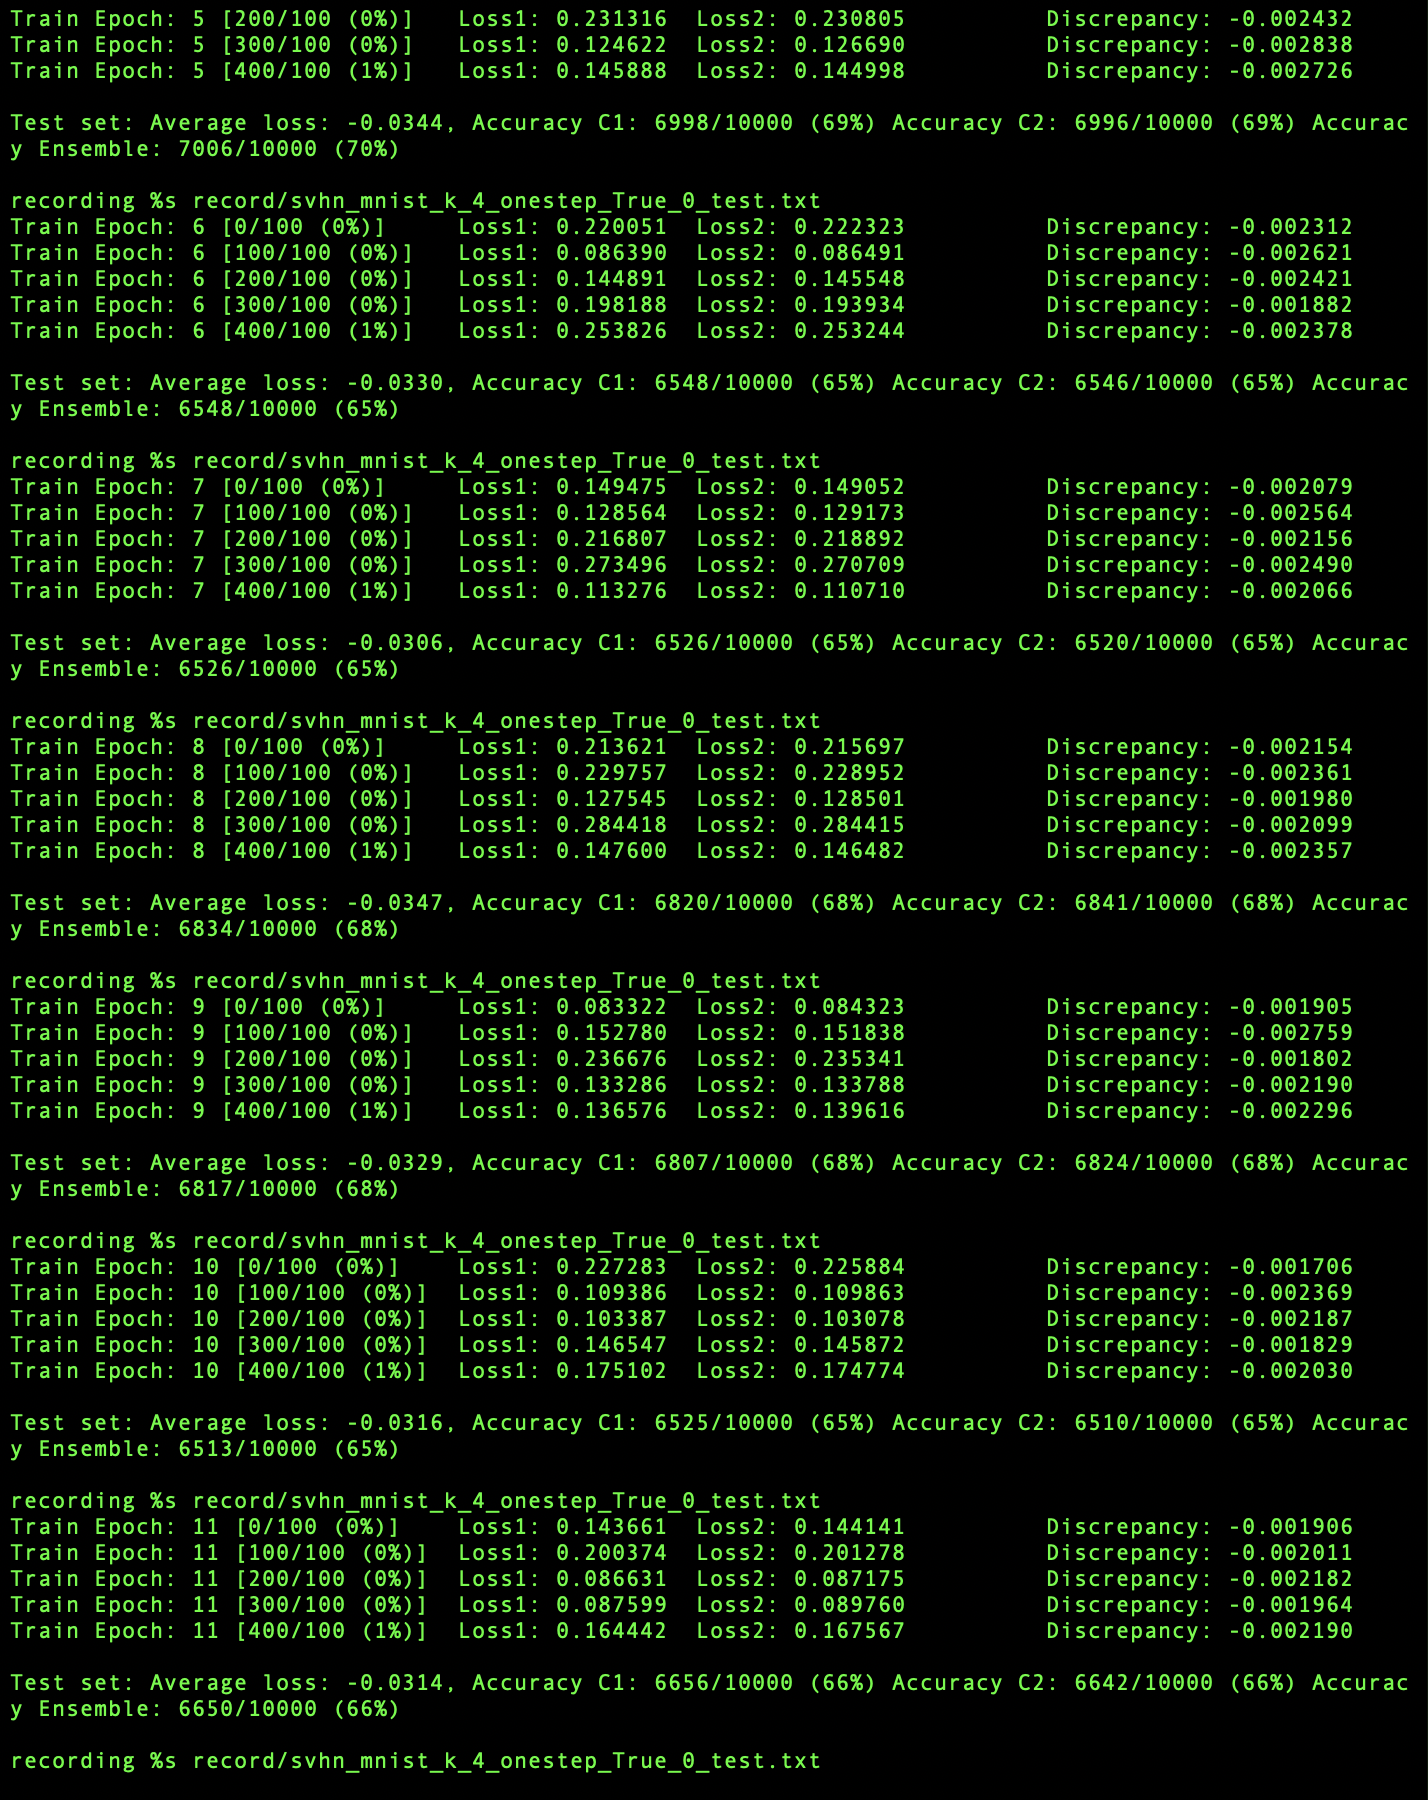 Train Epoch: 5 [200/100 (0%)]   Loss1: 0.231316  Loss2: 0.230805          Discrepancy: -0.002432
Train Epoch: 5 [300/100 (0%)]   Loss1: 0.124622  Loss2: 0.126690          Discrepancy: -0.002838
Train Epoch: 5 [400/100 (1%)]   Loss1: 0.145888  Loss2: 0.144998          Discrepancy: -0.002726
Test set: Average loss: -0.0344, Accuracy C1: 6998/10000 (69%) Accuracy C2: 6996/10000 (69%) Accurac
y Ensemble: 7006/10000 (70%)
recording %s record/svhn_mnist_k_4_onestep_True_0_test.txt
Train Epoch: 6 [0/100 (0%)]     Loss1: 0.220051  Loss2: 0.222323          Discrepancy: -0.002312
Train Epoch: 6 [100/100 (0%)]   Loss1: 0.086390  Loss2: 0.086491          Discrepancy: -0.002621
Train Epoch: 6 [200/100 (0%)]   Loss1: 0.144891  Loss2: 0.145548          Discrepancy: -0.002421
Train Epoch: 6 [300/100 (0%)]   Loss1: 0.198188  Loss2: 0.193934          Discrepancy: -0.001882
Train Epoch: 6 [400/100 (1%)]   Loss1: 0.253826  Loss2: 0.253244          Discrepancy: -0.002378
Test set: Average loss: -0.0330, Accuracy C1: 6548/10000 (65%) Accuracy C2: 6546/10000 (65%) Accurac
y Ensemble: 6548/10000 (65%)
recording %s record/svhn_mnist_k_4_onestep_True_0_test.txt
Train Epoch: 7 [0/100 (0%)]     Loss1: 0.149475  Loss2: 0.149052          Discrepancy: -0.002079
Train Epoch: 7 [100/100 (0%)]   Loss1: 0.128564  Loss2: 0.129173          Discrepancy: -0.002564
Train Epoch: 7 [200/100 (0%)]   Loss1: 0.216807  Loss2: 0.218892          Discrepancy: -0.002156
Train Epoch: 7 [300/100 (0%)]   Loss1: 0.273496  Loss2: 0.270709          Discrepancy: -0.002490
Train Epoch: 7 [400/100 (1%)]   Loss1: 0.113276  Loss2: 0.110710          Discrepancy: -0.002066
Test set: Average loss: -0.0306, Accuracy C1: 6526/10000 (65%) Accuracy C2: 6520/10000 (65%) Accurac
y Ensemble: 6526/10000 (65%)
recording %s record/svhn_mnist_k_4_onestep_True_0_test.txt
Train Epoch: 8 [0/100 (0%)]     Loss1: 0.213621  Loss2: 0.215697          Discrepancy: -0.002154
Train Epoch: 8 [100/100 (0%)]   Loss1: 0.229757  Loss2: 0.228952          Discrepancy: -0.002361
Train Epoch: 8 [200/100 (0%)]   Loss1: 0.127545  Loss2: 0.128501          Discrepancy: -0.001980
Train Epoch: 8 [300/100 (0%)]   Loss1: 0.284418  Loss2: 0.284415          Discrepancy: -0.002099
Train Epoch: 8 [400/100 (1%)]   Loss1: 0.147600  Loss2: 0.146482          Discrepancy: -0.002357
Test set: Average loss: -0.0347, Accuracy C1: 6820/10000 (68%) Accuracy C2: 6841/10000 (68%) Accurac
y Ensemble: 6834/10000 (68%)
recording %s record/svhn_mnist_k_4_onestep_True_0_test.txt
Train Epoch: 9 [0/100 (0%)]     Loss1: 0.083322  Loss2: 0.084323          Discrepancy: -0.001905
Train Epoch: 9 [100/100 (0%)]   Loss1: 0.152780  Loss2: 0.151838          Discrepancy: -0.002759
Train Epoch: 9 [200/100 (0%)]   Loss1: 0.236676  Loss2: 0.235341          Discrepancy: -0.001802
Train Epoch: 9 [300/100 (0%)]   Loss1: 0.133286  Loss2: 0.133788          Discrepancy: -0.002190
Train Epoch: 9 [400/100 (1%)]   Loss1: 0.136576  Loss2: 0.139616          Discrepancy: -0.002296
Test set: Average loss: -0.0329, Accuracy C1: 6807/10000 (68%) Accuracy C2: 6824/10000 (68%) Accurac
y Ensemble: 6817/10000 (68%)
recording %s record/svhn_mnist_k_4_onestep_True_0_test.txt
Train Epoch: 10 [0/100 (0%)]    Loss1: 0.227283  Loss2: 0.225884          Discrepancy: -0.001706
Train Epoch: 10 [100/100 (0%)]  Loss1: 0.109386  Loss2: 0.109863          Discrepancy: -0.002369
Train Epoch: 10 [200/100 (0%)]  Loss1: 0.103387  Loss2: 0.103078          Discrepancy: -0.002187
Train Epoch: 10 [300/100 (0%)]  Loss1: 0.146547  Loss2: 0.145872          Discrepancy: -0.001829
Train Epoch: 10 [400/100 (1%)]  Loss1: 0.175102  Loss2: 0.174774          Discrepancy: -0.002030
Test set: Average loss: -0.0316, Accuracy C1: 6525/10000 (65%) Accuracy C2: 6510/10000 (65%) Accurac
y Ensemble: 6513/10000 (65%)
recording %s record/svhn_mnist_k_4_onestep_True_0_test.txt
Train Epoch: 11 [0/100 (0%)]    Loss1: 0.143661  Loss2: 0.144141          Discrepancy: -0.001906
Train Epoch: 11 [100/100 (0%)]  Loss1: 0.200374  Loss2: 0.201278          Discrepancy: -0.002011
Train Epoch: 11 [200/100 (0%)]  Loss1: 0.086631  Loss2: 0.087175          Discrepancy: -0.002182
Train Epoch: 11 [300/100 (0%)]  Loss1: 0.087599  Loss2: 0.089760          Discrepancy: -0.001964
Train Epoch: 11 [400/100 (1%)]  Loss1: 0.164442  Loss2: 0.167567          Discrepancy: -0.002190
Test set: Average loss: -0.0314, Accuracy C1: 6656/10000 (66%) Accuracy C2: 6642/10000 (66%) Accurac
y Ensemble: 6650/10000 (66%)
recording %s record/svhn_mnist_k_4_onestep_True_0_test.txt